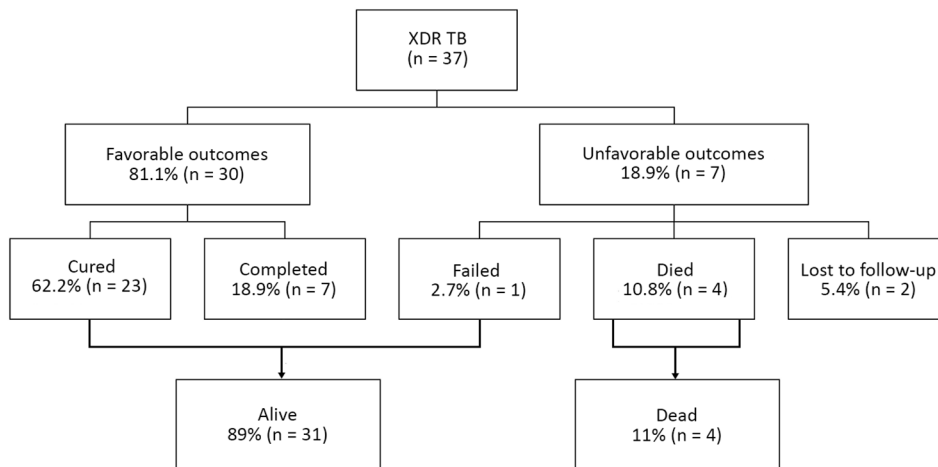 XDR TB
(n = 37)
Favorable outcomes
81.1% (n = 30)
Unfavorable outcomes
18.9% (n = 7)
Cured
62.2% (n = 23)
Completed
18.9% (n = 7)
Failed
2.7% (n = 1)
Died
10.8% (n = 4)
Lost to follow-up
5.4% (n = 2)
Alive
89% (n = 31)
Dead
11% (n = 4)